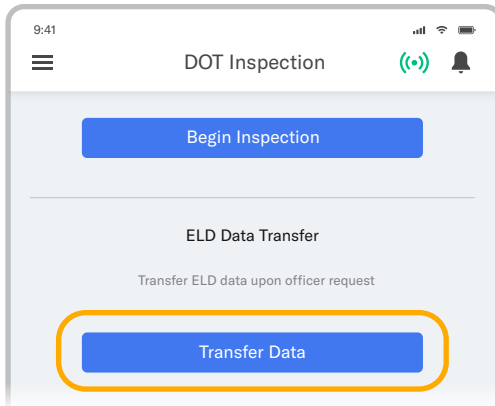 9:41
DOT Inspection
Begin Inspection
ELD Data Transfer
Transfer ELD data upon officer request
Transfer Data